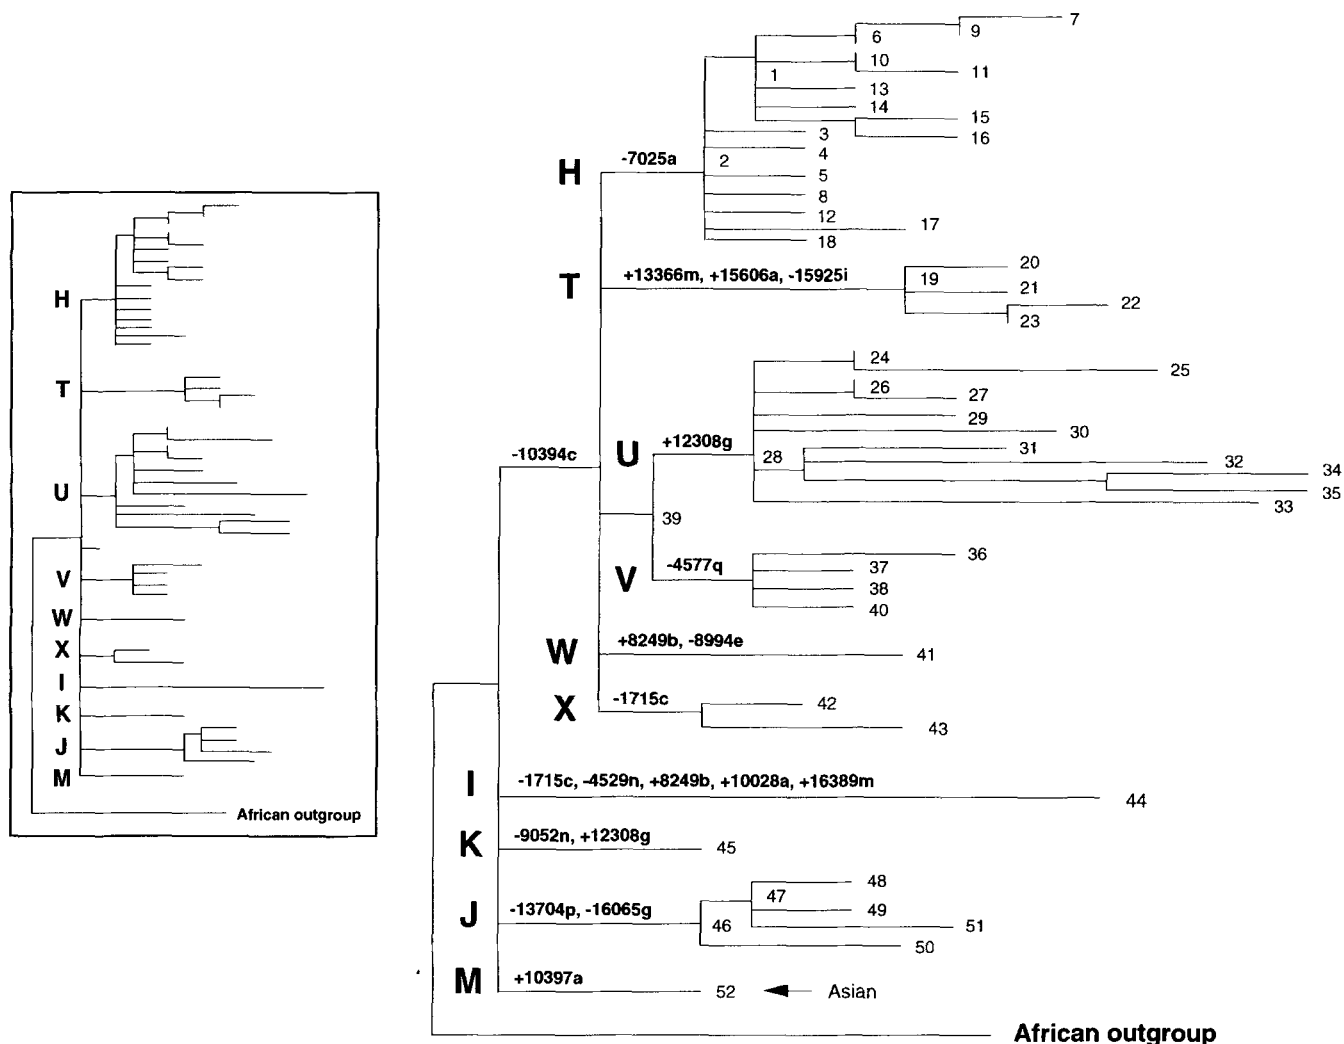 H
T
U
V
W
X
I
K
J
M
African outgroup
7
6
9
10
1
11
13
14
15
16
3
-7025a
2
4
H
5
8
12
17
18
+13366m, +15606a, -15925i
20
T
19
21
22
23
24
25
26
27
29
+12308g
30
-10394c
U
28
31
32
34
35
33
39
-4577q
36
V
37
38
40
+8249b, -8994e
W
41
-1715c
X
42
43
-1715c, -4529n, +8249b, +10028a, +16389m
I
44
-9052n, +12308g
K
45
48
-13704p, -16065g
47
J
49
46
51
50
+10397a
M
52
Asian
African outgroup